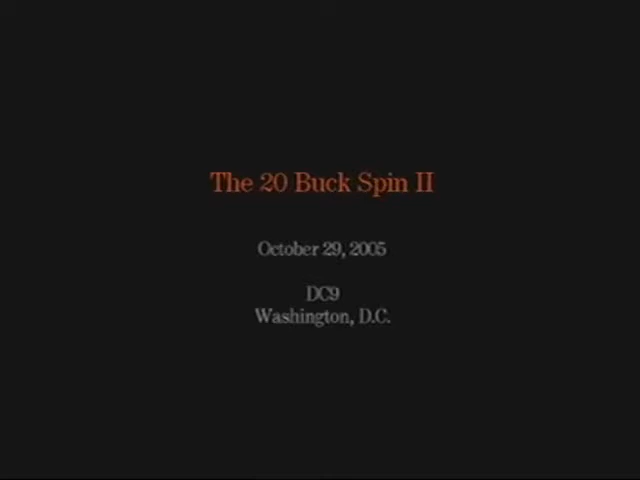 The 20 Buck Spin II
October 29, 2005
DC9
Washington, D.C.